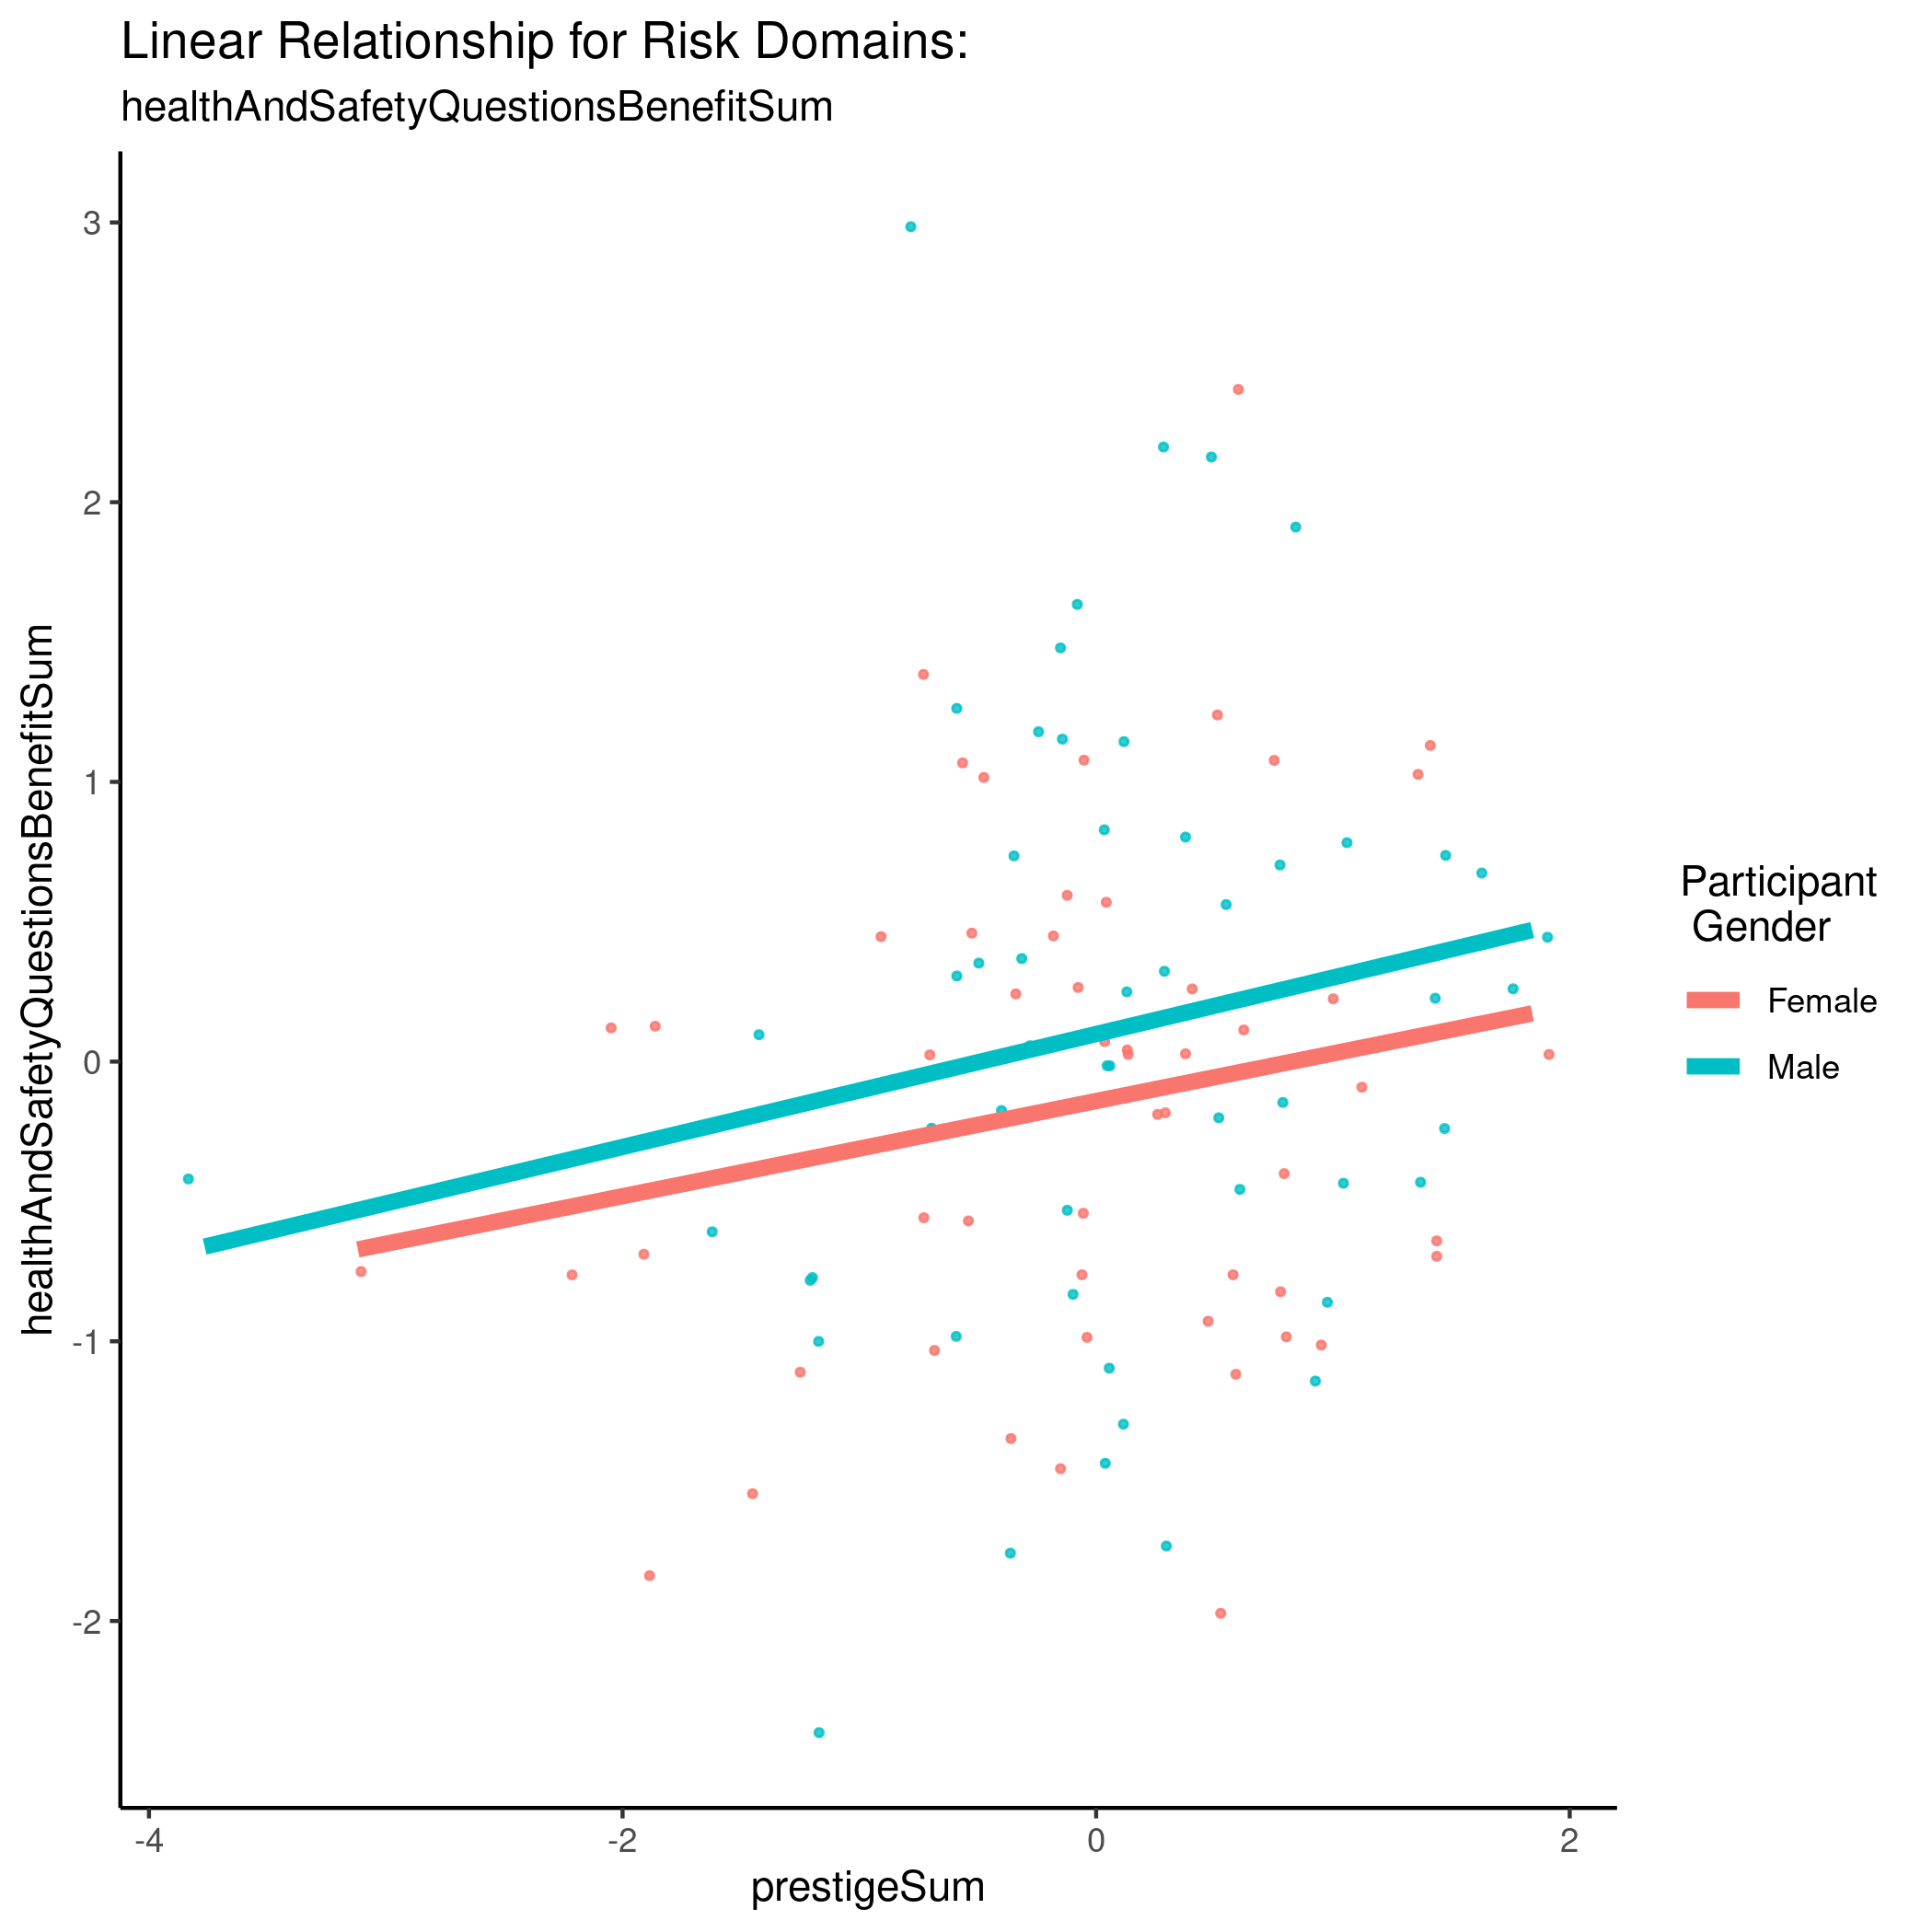 Linear Relationship for Risk Domains:
healthAndSafetyQuestionsBenefitSum
healthAndSafetyQuestionsBenefitSum
3
2
1
0
-1
-2
-4
-2
0
2
prestigeSum
Participant
Gender
Female
Male